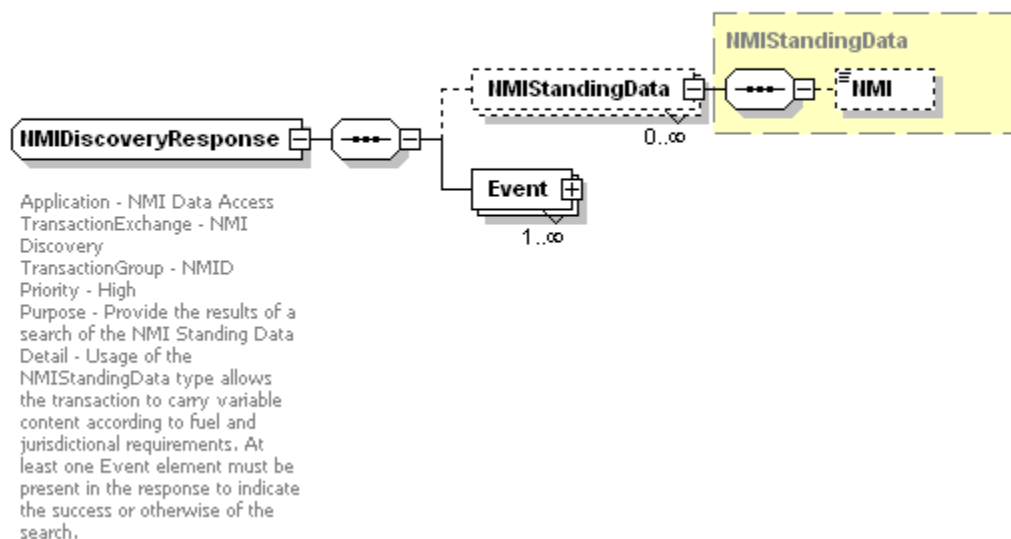 NMIStandingData
NMIStandingData
NMI
0..∞
NMIDiscoveryResponse
Event
1..∞
Application - NMI Data Access
TransactionExchange - NMI
Discovery
TransactionGroup - NMID
Priority - High
Purpose - Provide the results of a
search of the NMI Standing Data
Detail - Usage of the
NMIStandingData type allows
the transaction to carry variable
content according to fuel and
jurisdictional requirements. At
least one Event element must be
present in the response to indicate
the success or otherwise of the
search.